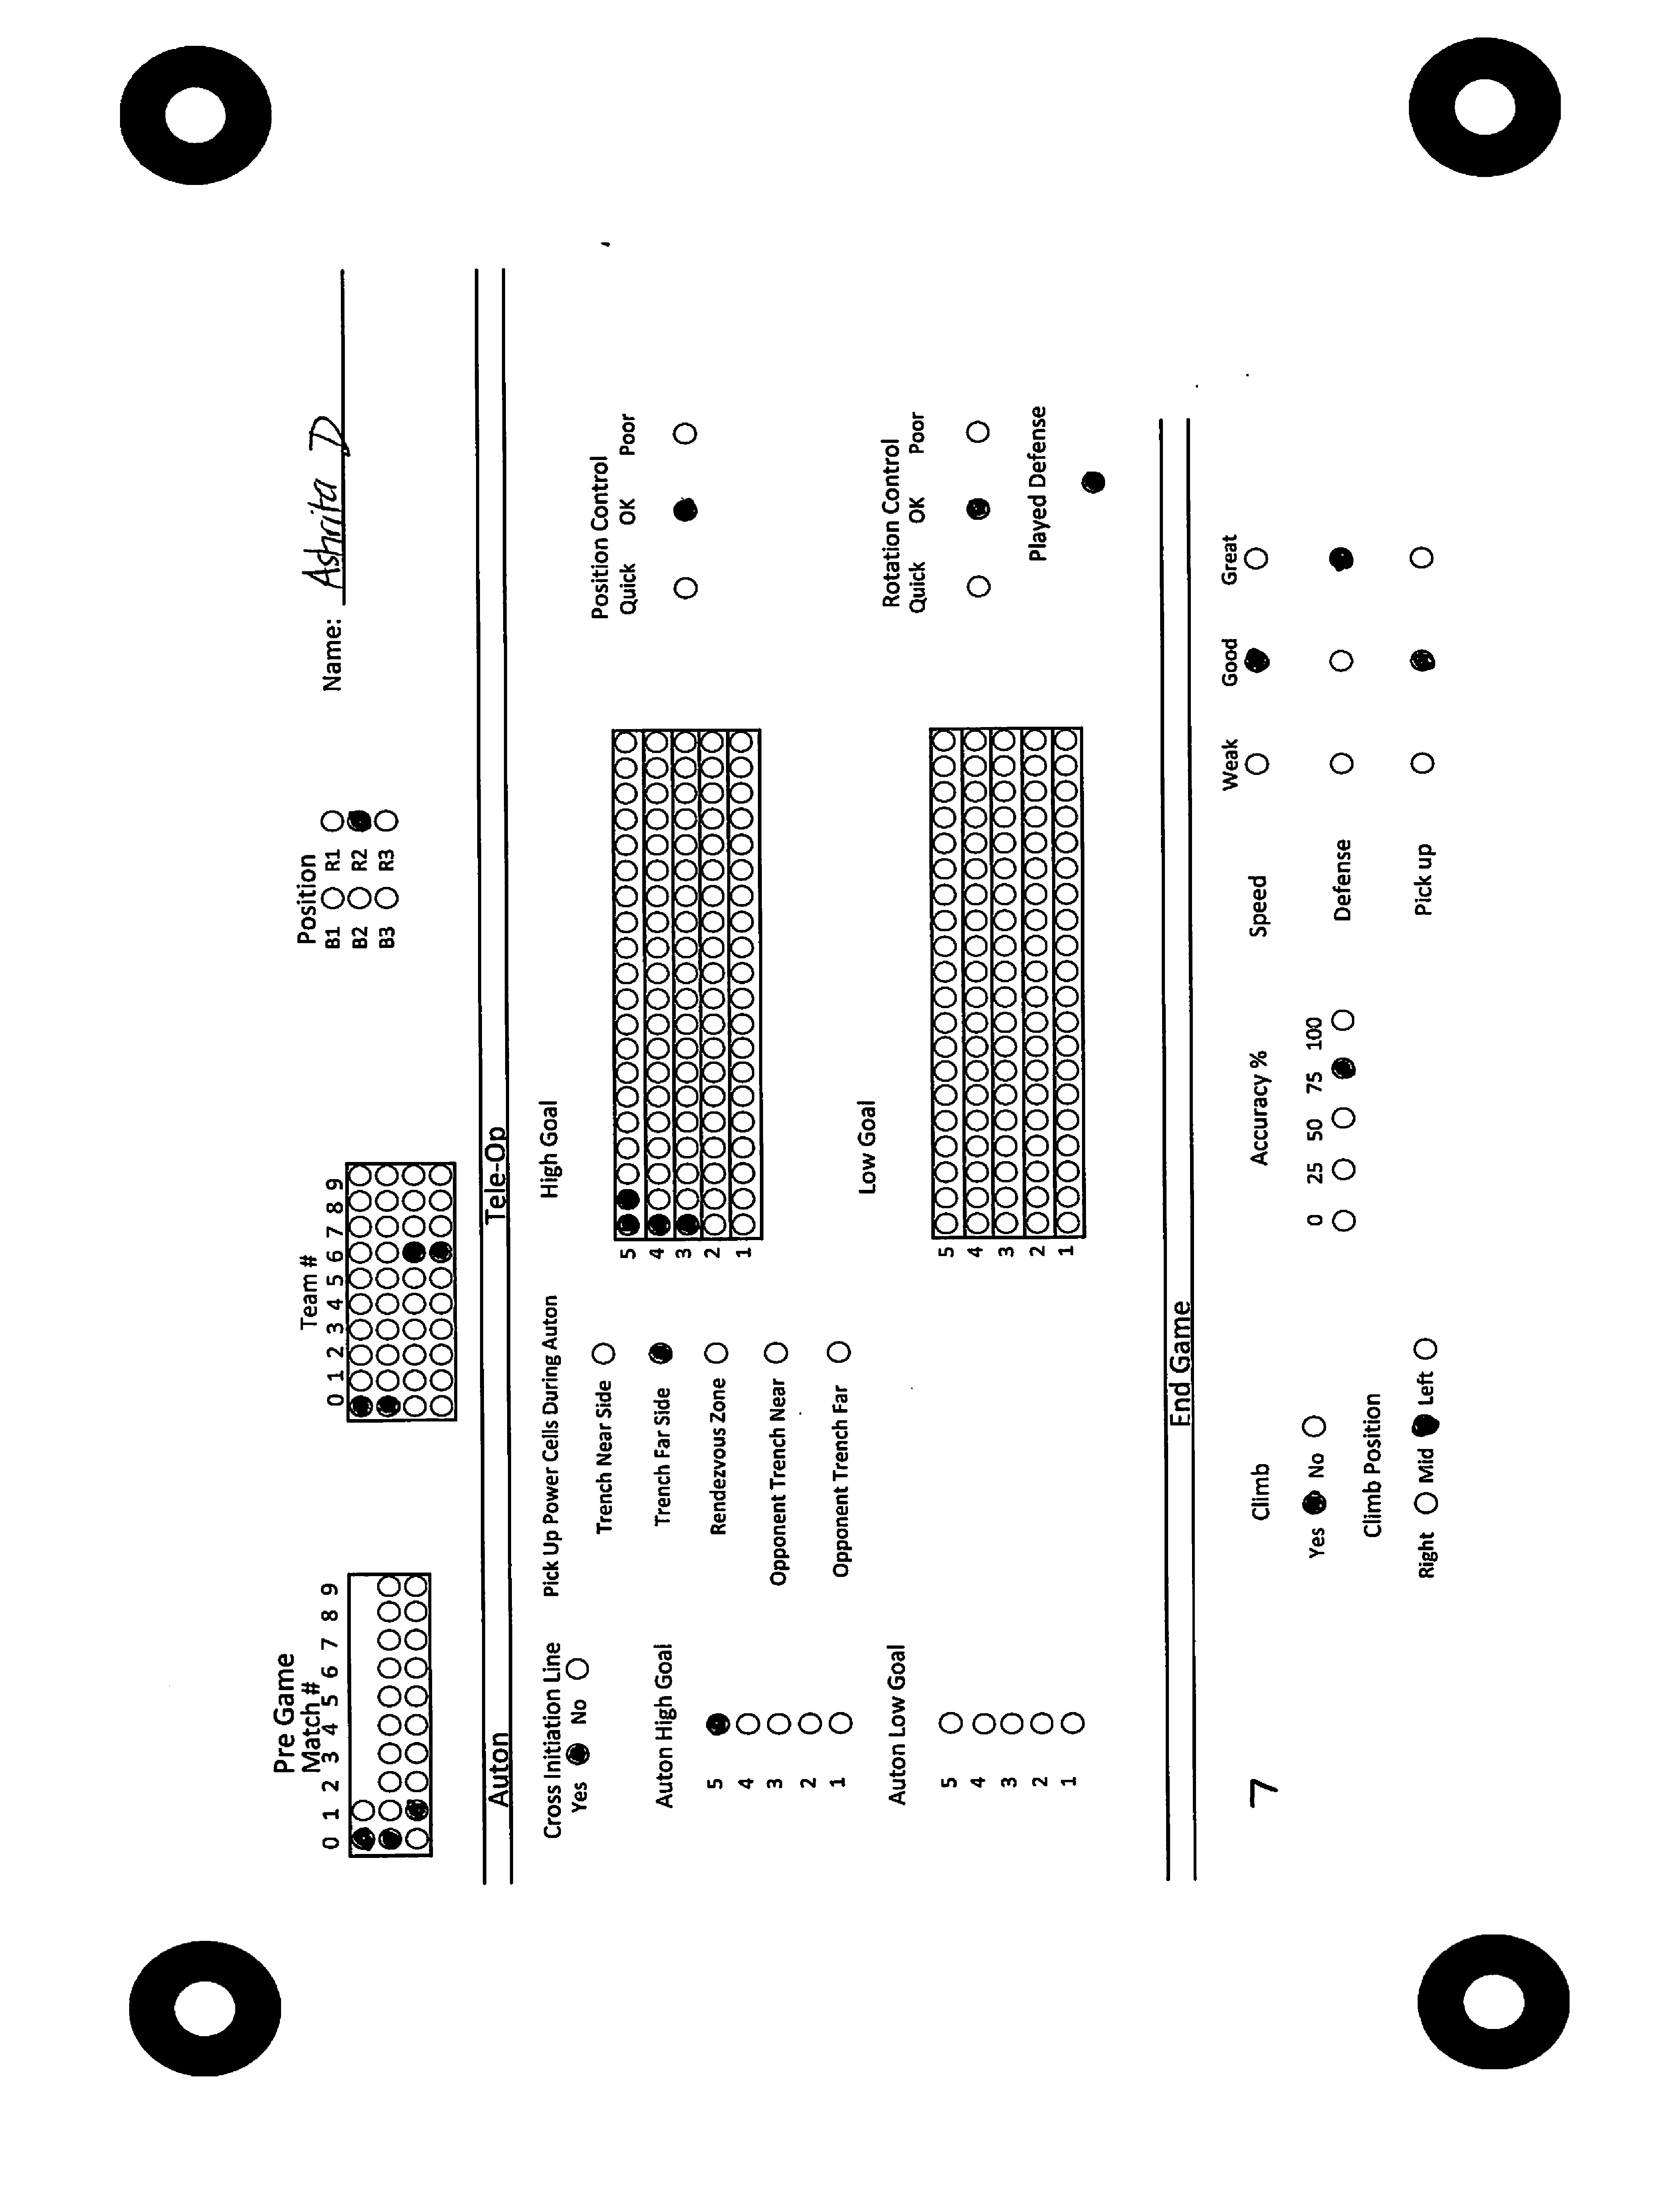 Pre Game
Match #
0 1 2 3 4 5 6 7 8 9
Team #
0 1 2 3 4 5 6 7 8 9
Position
B1 R1
B2 R2
B3 R3
Name: Ashrita D
Auton
Tele-Op
Cross Initiation Line
Yes No
Auton High Goal
5
4
3
2
1
Auton Low Goal
5
4
3
2
1
Pick Up Power Cells During Auton
Trench Near Side
Trench Far Side
Rendezvous Zone
Opponent Trench Near
Opponent Trench Far
High Goal
5
4
3
2
1
Low Goal
5
4
3
2
1
Position Control
Quick OK Poor
Rotation Control
Quick OK Poor
Played Defense
End Game
7
Climb
Yes No
Climb Position
Right Mid Left
Accuracy %
0 25 50 75 100
Weak Good Great
Speed
Defense
Pick up